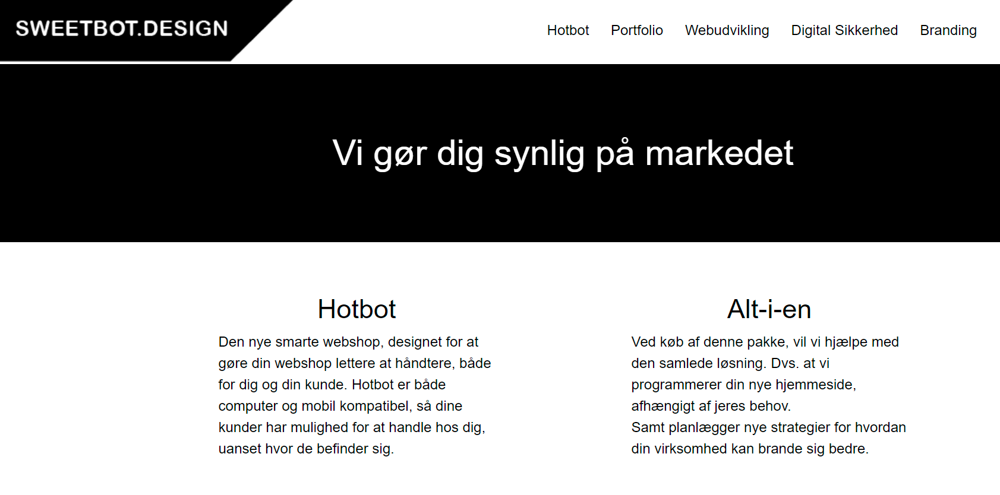 SWEETBOT.DESIGN
Hotbot Portfolio Webudvikling Digital Sikkerhed Branding
Vi gør dig synlig på markedet
Hotbot
Den nye smarte webshop, designet for at
gøre din webshop lettere at håndtere, både
for dig og din kunde. Hotbot er både
computer og mobil kompatibel, så dine
kunder har mulighed for at handle hos dig,
uanset hvor de befinder sig.
Alt-i-en
Ved køb af denne pakke, vil vi hjælpe med
den samlede løsning. Dvs. at vi
programmerer din nye hjemmeside,
afhængigt af jeres behov.
Samt planlægger nye strategier for hvordan
din virksomhed kan brande sig bedre.